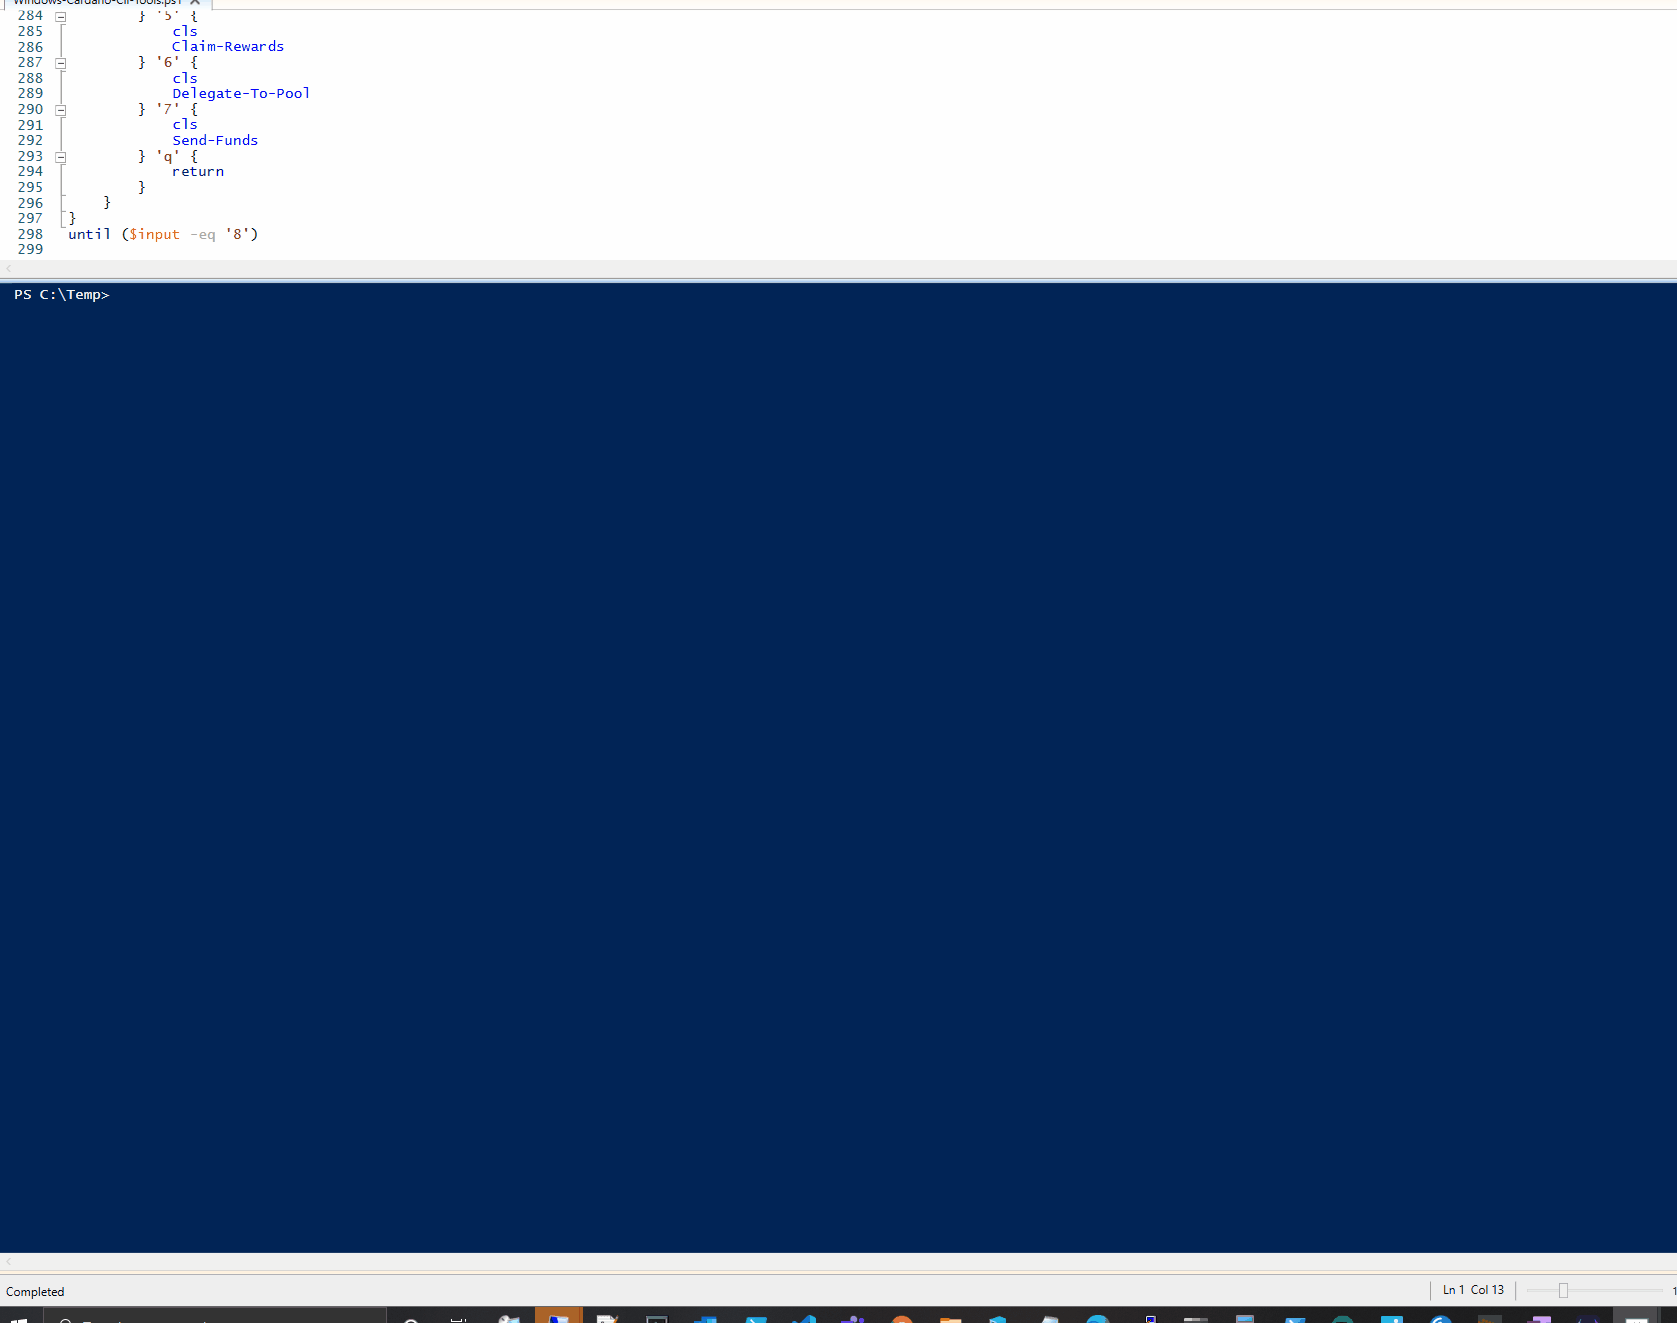 Windows-Cardano-Cli-Tools.ps1
284 } '5' {
285 cls
286 Claim-Rewards
287 } '6' {
288 cls
289 Delegate-To-Pool
290 } '7' {
291 cls
292 Send-Funds
293 } 'q' {
294 return
295 }
296 }
297 }
298 until ($input -eq '8')
299
PS C:\Temp>
Completed
Ln 1 Col 13